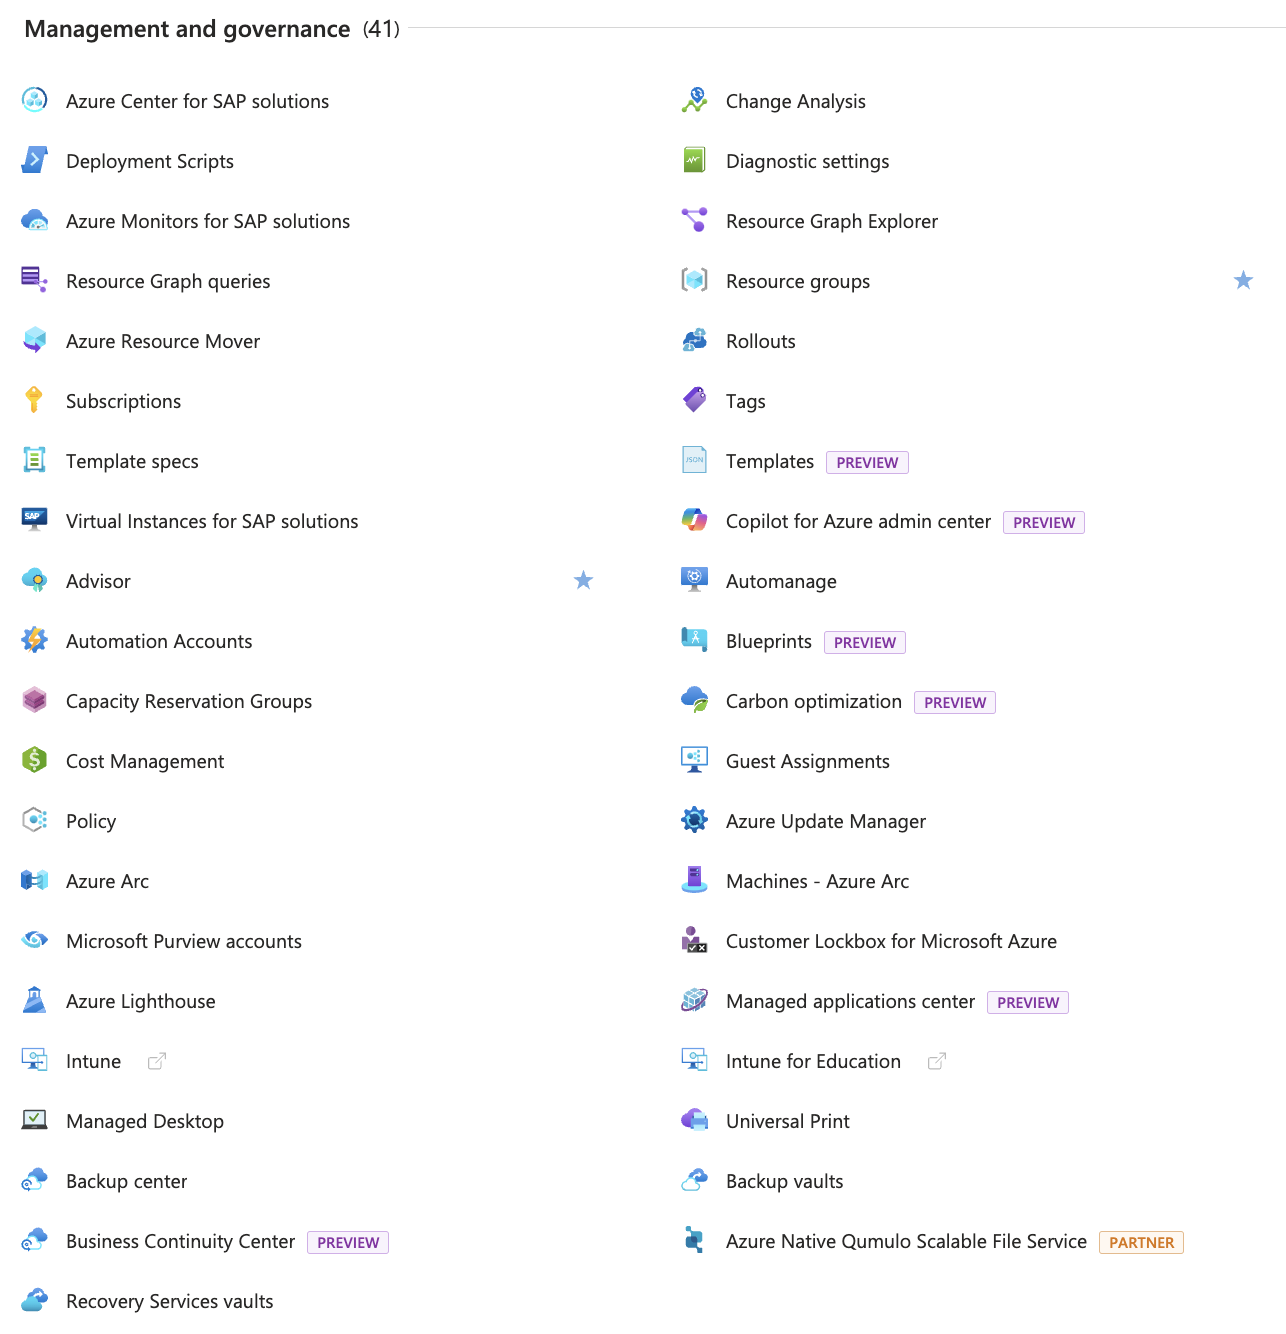 Management and governance (41)
Azure Center for SAP solutions
Change Analysis
Deployment Scripts
Diagnostic settings
Azure Monitors for SAP solutions
Resource Graph Explorer
Resource Graph queries
Resource groups
Azure Resource Mover
Rollouts
Subscriptions
Tags
Template specs
JSON
Templates PREVIEW
SAP
Virtual Instances for SAP solutions
Copilot for Azure admin center PREVIEW
Advisor
Automanage
Automation Accounts
Blueprints PREVIEW
Capacity Reservation Groups
Carbon optimization PREVIEW
Cost Management
Guest Assignments
Policy
Azure Update Manager
Azure Arc
Machines - Azure Arc
Microsoft Purview accounts
Customer Lockbox for Microsoft Azure
Azure Lighthouse
Managed applications center PREVIEW
Intune
Intune for Education
Managed Desktop
Universal Print
Backup center
Backup vaults
Business Continuity Center PREVIEW
Azure Native Qumulo Scalable File Service PARTNER
Recovery Services vaults